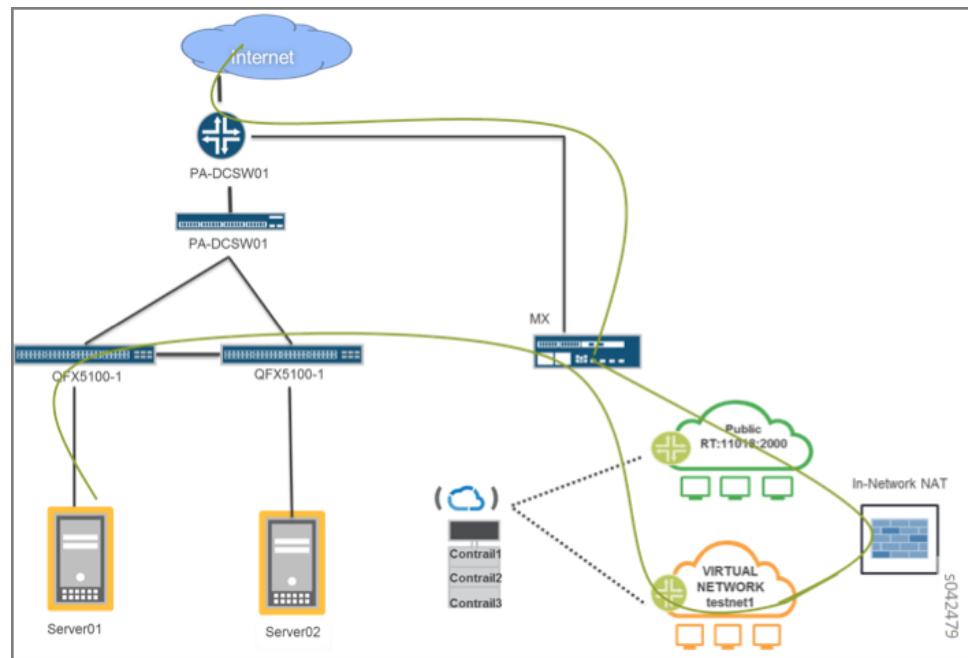 Internet
PA-DCSW01
PA-DCSW01
MX
QFX5100-1
QFX5100-1
Public
RT:11018:2000
In-Network NAT
Contrail1
Contrail2
Contrail3
VIRTUAL
NETWORK
testnet1
Server01
Server02
s042479